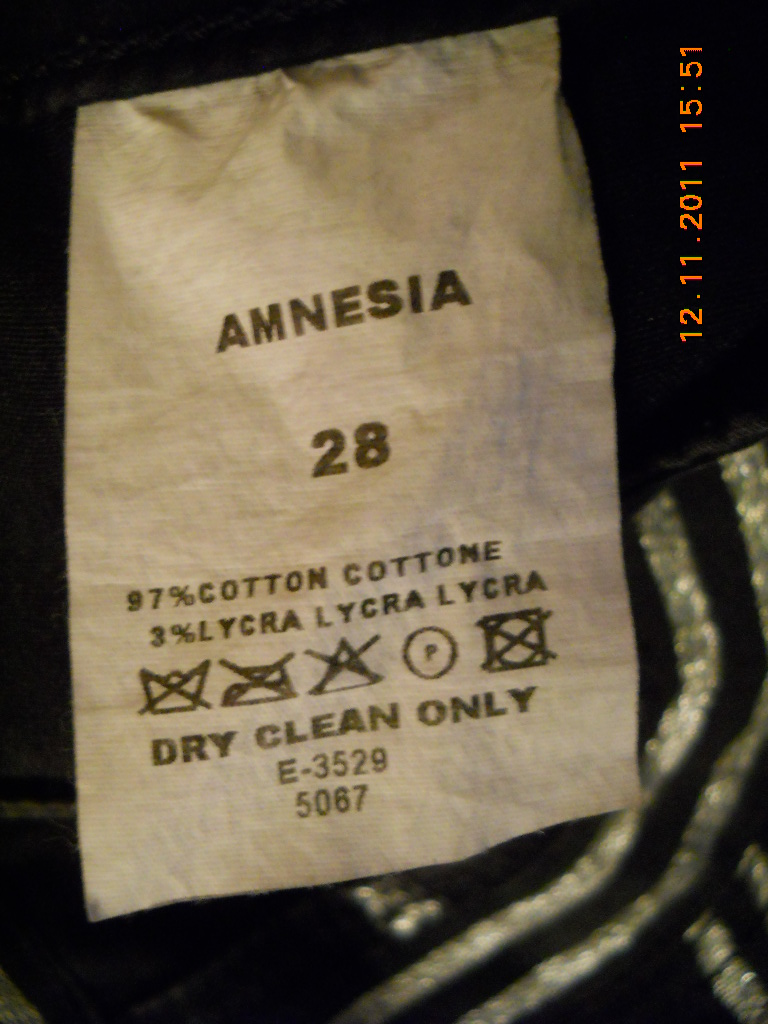 AMNESIA
28
97%COTTON COTTONE
3%LYCRA LYCRA LYCRA
P
DRY CLEAN ONLY
E-3529
5067
12.11.2011 15:51